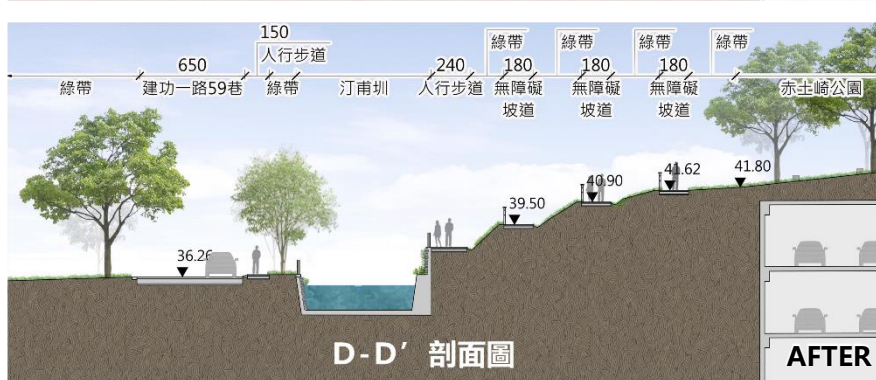 150
人行步道
綠帶
綠帶
綠帶
綠帶
650
240
180
180
180
綠帶
建功一路59巷
綠帶
汀甫圳
人行步道
無障礙
坡道
無障礙
坡道
無障礙
坡道
赤土崎公園
36.26
39.50
40.90
41.62
41.80
D-D’ 剖面圖
AFTER